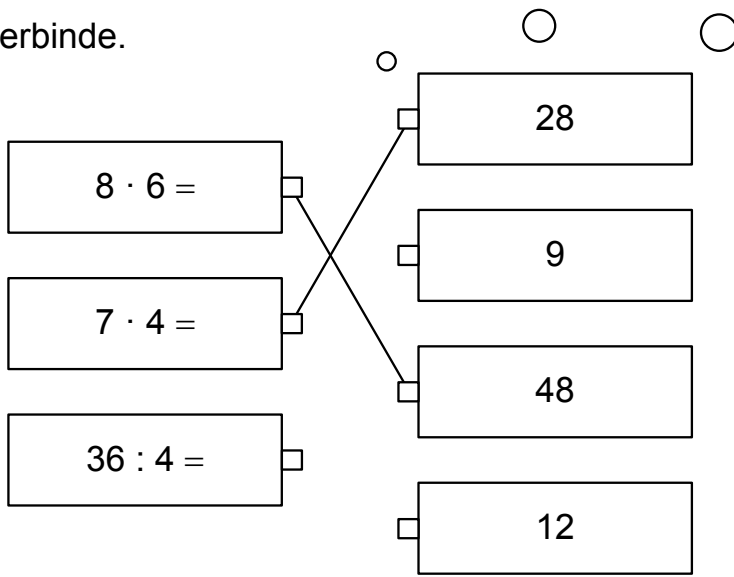 erbinde.
8 · 6 =
7 · 4 =
36 : 4 =
28
9
48
12